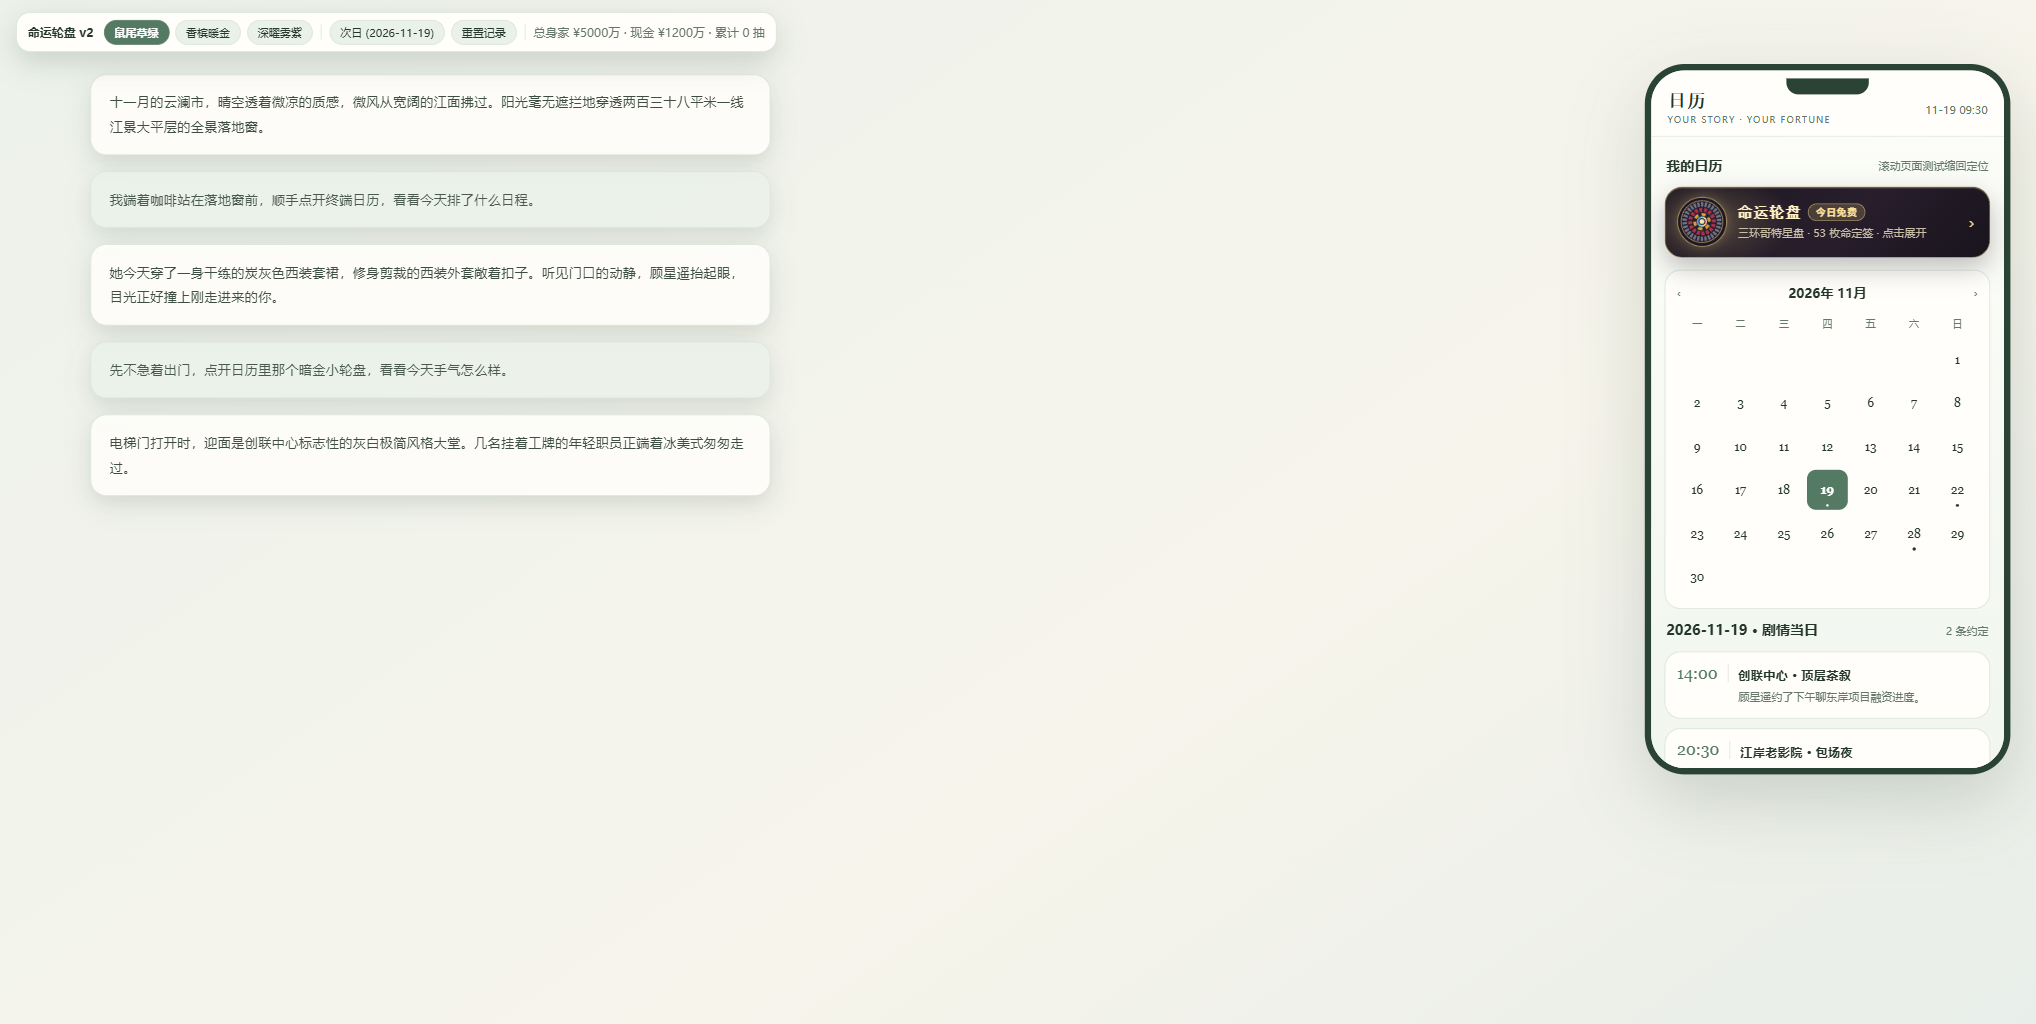 命运轮盘 v2 鼠尾草绿 香槟暖金 深曜雾紫 次日 (2026-11-19) 重置记录 总身家 ¥5000万 · 现金 ¥1200万 · 累计 0 抽
十一月的云澜市，晴空透着微凉的质感，微风从宽阔的江面拂过。阳光毫无遮拦地穿透两百三十八平米一线
江景大平层的全景落地窗。
我端着咖啡站在落地窗前，顺手点开终端日历，看看今天排了什么日程。
她今天穿了一身干练的炭灰色西装套裙，修身剪裁的西装外套敞着扣子。听见门口的动静，顾星遥抬起眼，
目光正好撞上刚走进来的你。
先不急着出门，点开日历里那个暗金小轮盘，看看今天手气怎么样。
电梯门打开时，迎面是创联中心标志性的灰白极简风格大堂。几名挂着工牌的年轻职员正端着冰美式匆匆走
过。
日历
YOUR STORY · YOUR FORTUNE
11-19 09:30
我的日历 滚动页面测试缩回定位
命运轮盘 今日免费
三环哥特星盘 · 53 枚命定签 · 点击展开 ›
‹ 2026年 11月 ›
一 二 三 四 五 六 日
1
2 3 4 5 6 7 8
9 10 11 12 13 14 15
16 17 18 19 20 21 22
23 24 25 26 27 28 29
30
2026-11-19 • 剧情当日 2 条约定
14:00 创联中心 • 顶层茶叙
顾星遥约了下午聊东岸项目融资进度。
20:30 江岸老影院 • 包场夜